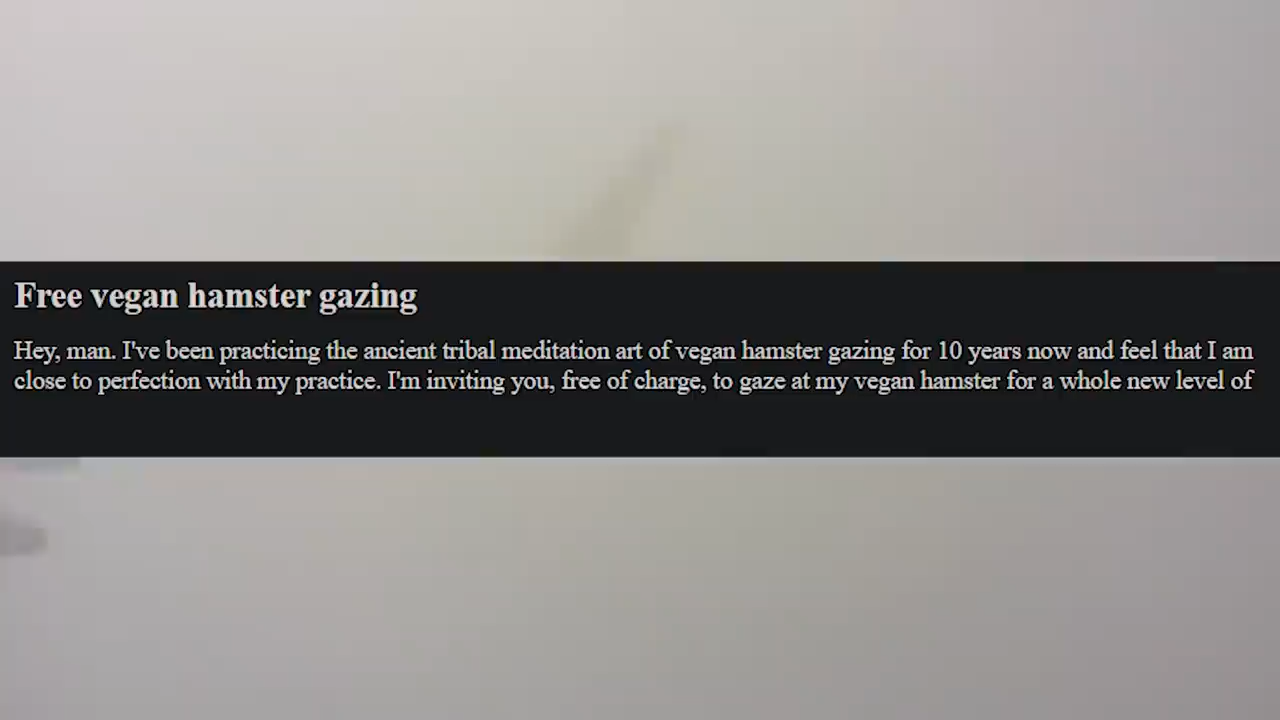 Free vegan hamster gazing
Hey, man. I've been practicing the ancient tribal meditation art of vegan hamster gazing for 10 years now and feel that I am
close to perfection with my practice. I'm inviting you, free of charge, to gaze at my vegan hamster for a whole new level of